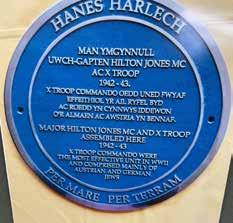 HANES HARLECH
MAN YMGYNNULL
UWCH-GAPTEN HILTON JONES MC
AC X TROOP
1942 - 43.
X TROOP COMMANDO OEDD UNED FWYAF
EFFEITHIOL YR AIL RYFEL BYD
AC ROEDD YN CYNNWYS IDDEWON
O'R ALMAEN AC AWSTRIA YN BENNAF.
MAJOR HILTON JONES MC AND X TROOP
ASSEMBLED HERE
1942 - 43
X TROOP COMMANDO WERE
THE MOST EFFECTIVE UNIT IN WWII
AND COMPRISED MAINLY OF
AUSTRIAN AND GERMAN
JEWS
PER MARE PER TERRAM